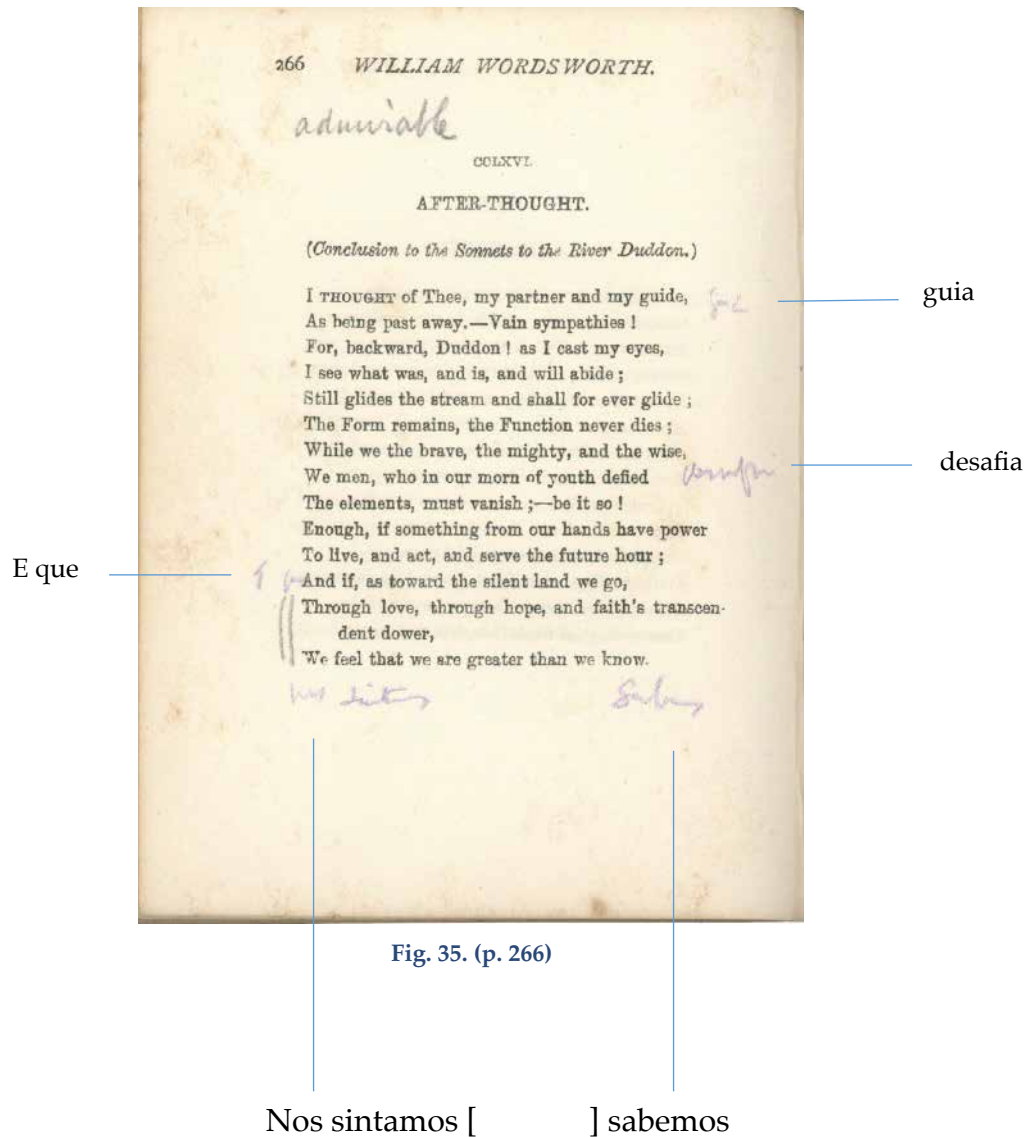 266 WILLIAM WORDSWORTH.
admirable
CCLXVI.
AFTER-THOUGHT.
(Conclusion to the Sonnets to the River Duddon.)
I THOUGHT of Thee, my partner and my guide,
guia
As being past away.—Vain sympathies !
For, backward, Duddon ! as I cast my eyes,
I see what was, and is, and will abide ;
Still glides the stream and shall for ever glide ;
The Form remains, the Function never dies ;
While we the brave, the mighty, and the wise,
We men, who in our morn of youth defied
desafia
The elements, must vanish ;—be it so !
Enough, if something from our hands have power
To live, and act, and serve the future hour ;
E que
And if, as toward the silent land we go,
Through love, through hope, and faith's transcen-
dent dower,
We feel that we are greater than we know.
Fig. 35. (p. 266)
Nos sintamos [ ] sabemos